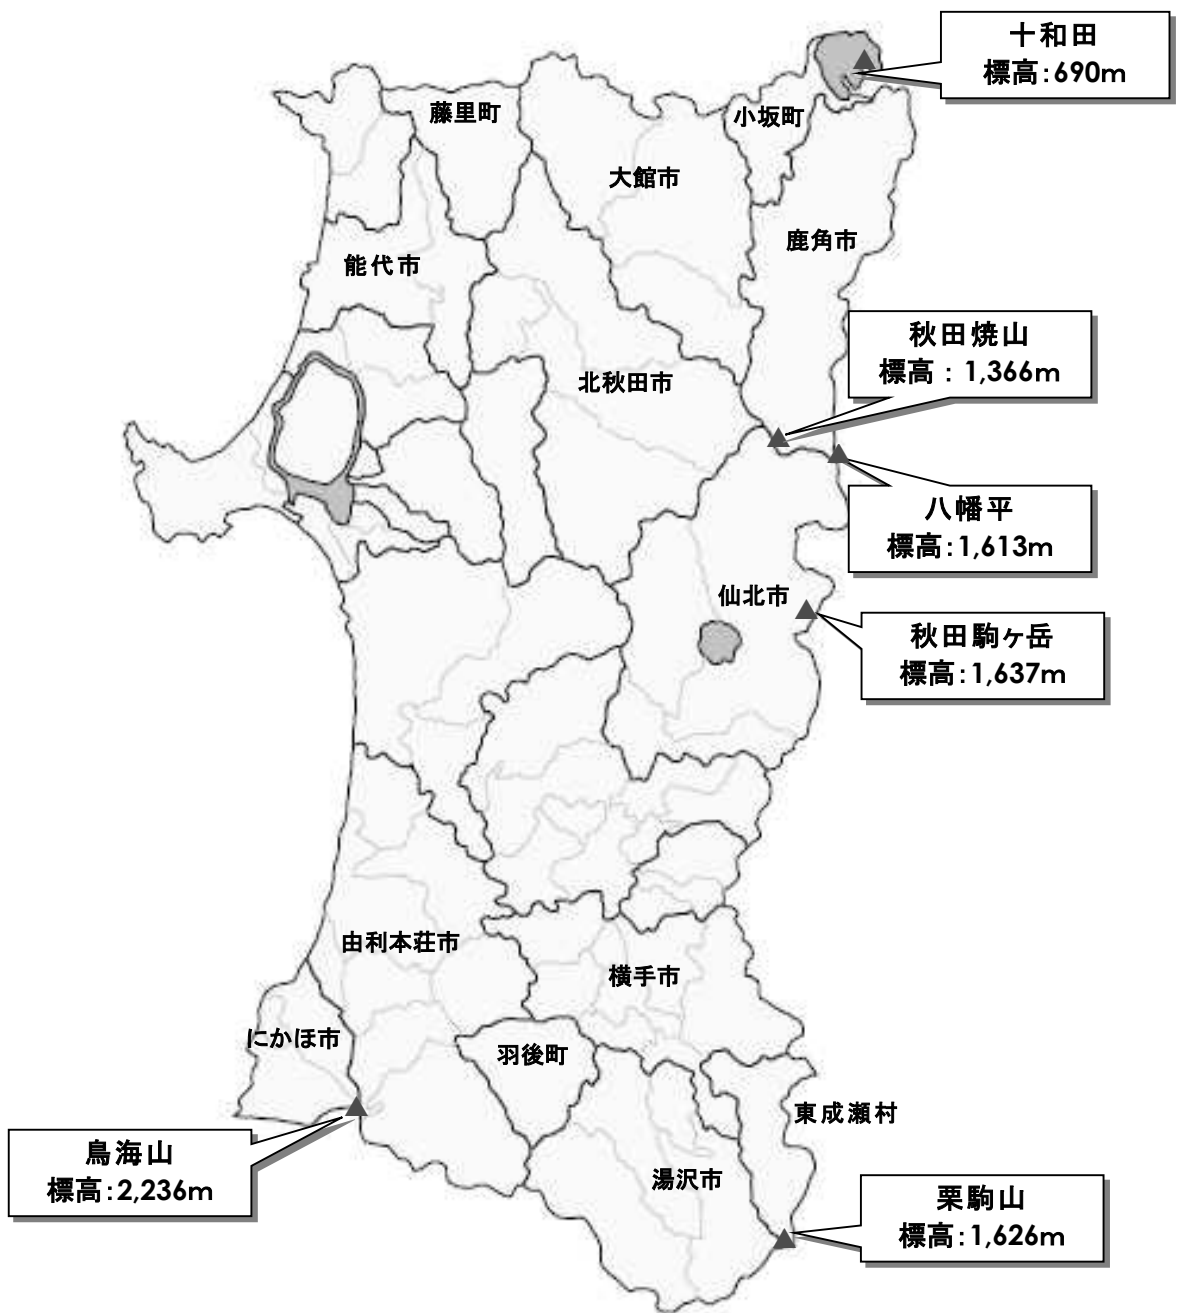 十和田
標高：690m
藤里町
小坂町
大館市
鹿角市
能代市
秋田焼山
標高：1,366m
北秋田市
八幡平
標高：1,613m
仙北市
秋田駒ヶ岳
標高：1,637m
由利本荘市
横手市
にかほ市
羽後町
東成瀬村
鳥海山
標高：2,236m
湯沢市
栗駒山
標高：1,626m